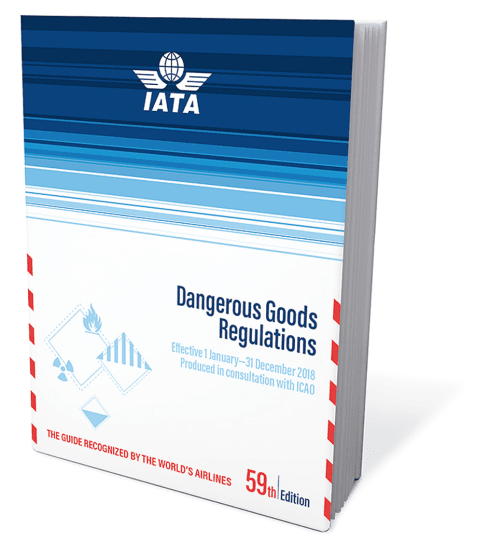 IATA
Dangerous Goods
Regulations
Effective 1 January–31 December 2018
Produced in consultation with ICAO
THE GUIDE RECOGNIZED BY THE WORLD'S AIRLINES
59th Edition